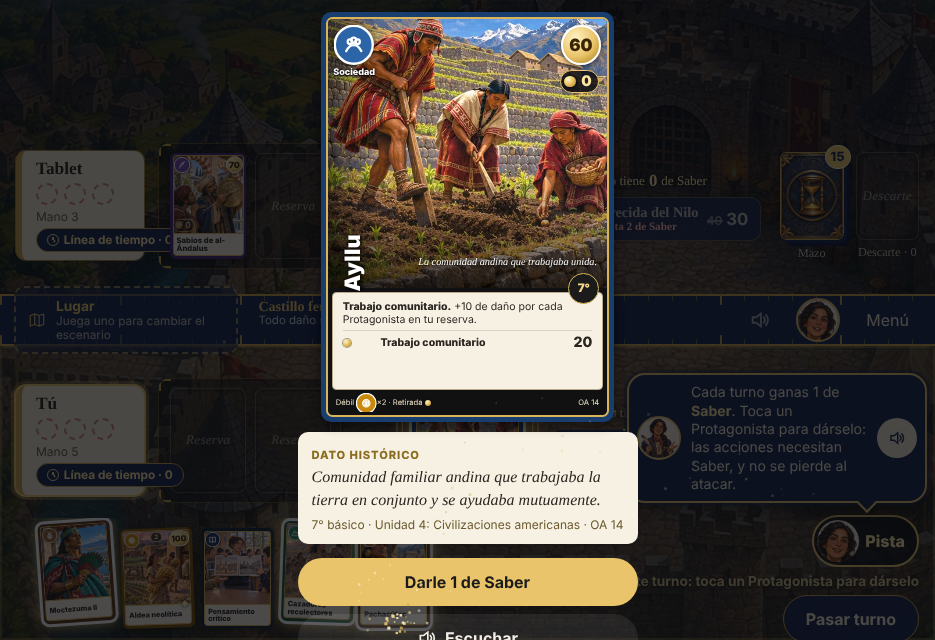 Sociedad
60
0
Ayllu
La comunidad andina que trabajaba unida.
7°
Trabajo comunitario. +10 de daño por cada
Protagonista en tu reserva.
Trabajo comunitario 20
Débil ×2 · Retirada
OA 14
DATO HISTÓRICO
Comunidad familiar andina que trabajaba la
tierra en conjunto y se ayudaba mutuamente.
7° básico · Unidad 4: Civilizaciones americanas · OA 14
Darle 1 de Saber
Escuchar
Tablet
Mano 3
Línea de tiempo · 0
70
0
Sabios de al-
Ándalus
Reserva
tiene 0 de Saber
recida del Nilo
ta 2 de Saber
40 30
15
Mazo
Descarte
Descarte · 0
Lugar
Juega uno para cambiar el
escenario
Castillo fe
Todo daño
Menú
Tú
Mano 5
Línea de tiempo · 0
Reserva
Cada turno ganas 1 de
Saber. Toca un
Protagonista para dárselo:
las acciones necesitan
Saber, y no se pierde al
atacar.
Pista
te turno: toca un Protagonista para dárselo
Pasar turno
Moctezuma II
2
100
Aldea neolítica
Pensamiento
crítico
Cazadores
recolectores